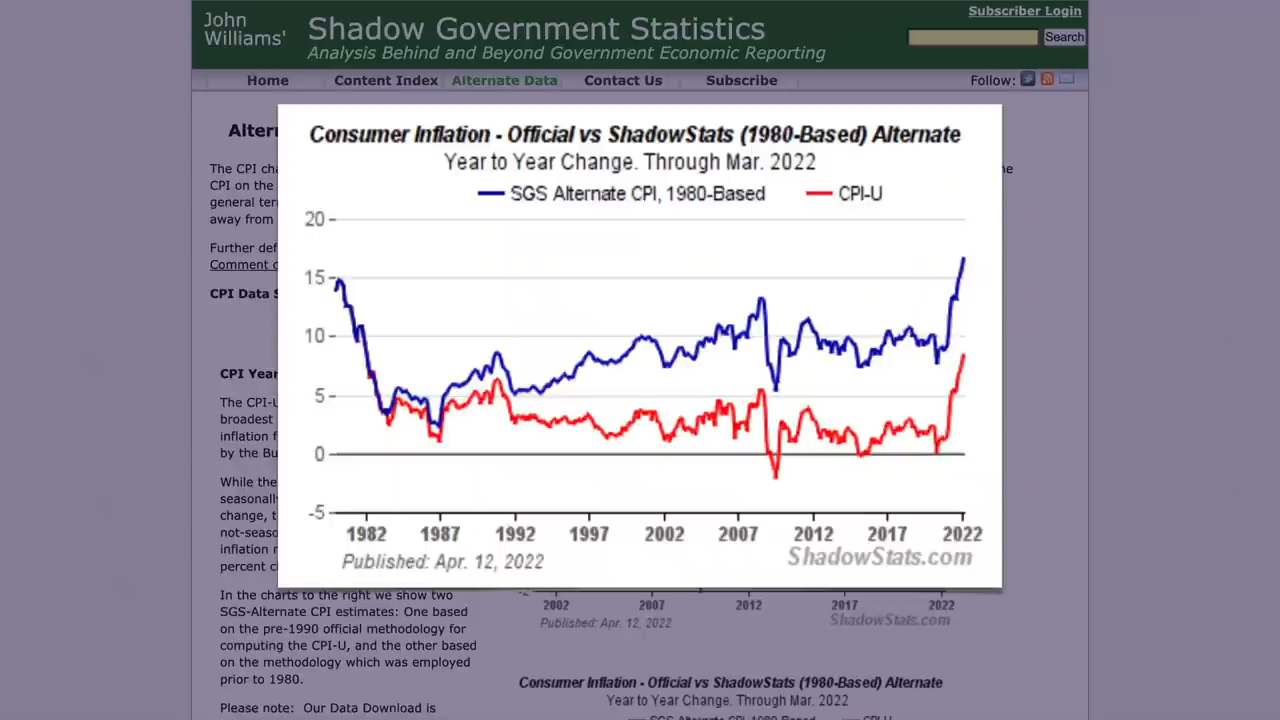 John
Williams'
Shadow Government Statistics
Analysis Behind and Beyond Government Economic Reporting
Subscriber Login
Search
Home
Content Index
Alternate Data
Contact Us
Subscribe
Follow:
Consumer Inflation - Official vs ShadowStats (1980-Based) Alternate
Year to Year Change. Through Mar. 2022
SGS Alternate CPI, 1980-Based
CPI-U
20
15
10
5
0
-5
1982 1987 1992 1997 2002 2007 2012 2017 2022
Published: Apr. 12, 2022
ShadowStats.com
The CPI
CPI on the
general
away from
Further
Comment
CPI Data
CPI
The CPI-U
broadest
inflation
by the
While the
seasonally
change,
inflation
percent
In the charts to the right we show two
SGS-Alternate CPI estimates: One based
on the pre-1990 official methodology for
computing the CPI-U, and the other based
on the methodology which was employed
prior to 1980.
Please note: Our Data Download is
2002 2007 2012 2017 2022
Published: Apr. 12, 2022
ShadowStats.com
Consumer Inflation - Official vs ShadowStats (1980-Based) Alternate
Year to Year Change. Through Mar. 2022
SGS Alternate CPI, 1980-Based
CPI-U